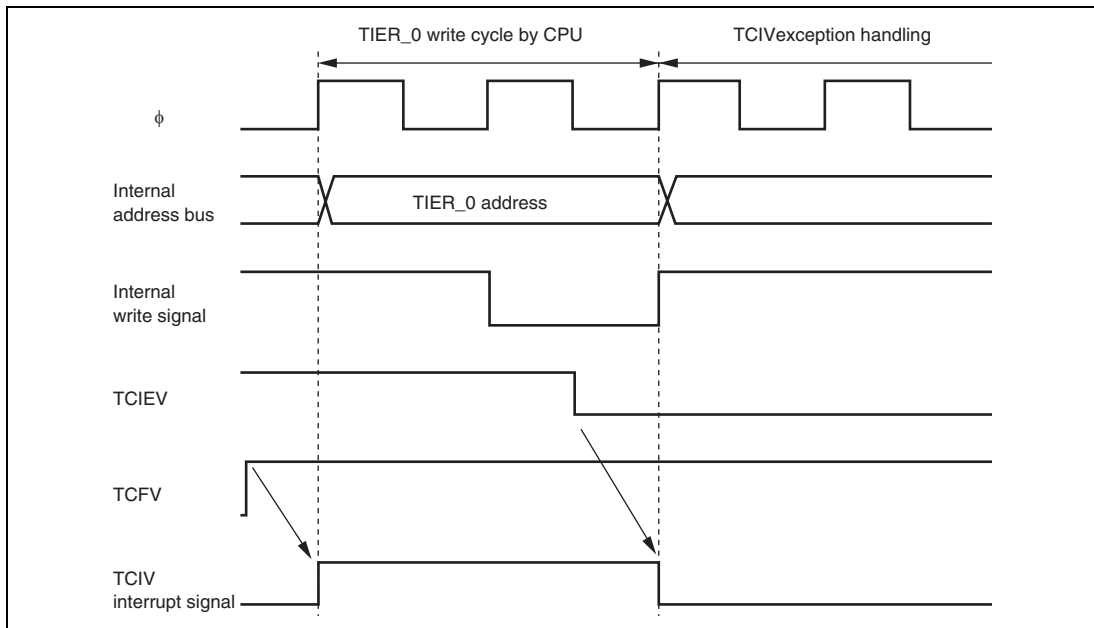 TIER_0 write cycle by CPU
TCIVexception handling
ϕ
Internal
address bus
TIER_0 address
Internal
write signal
TCIEV
TCFV
TCIV
interrupt signal